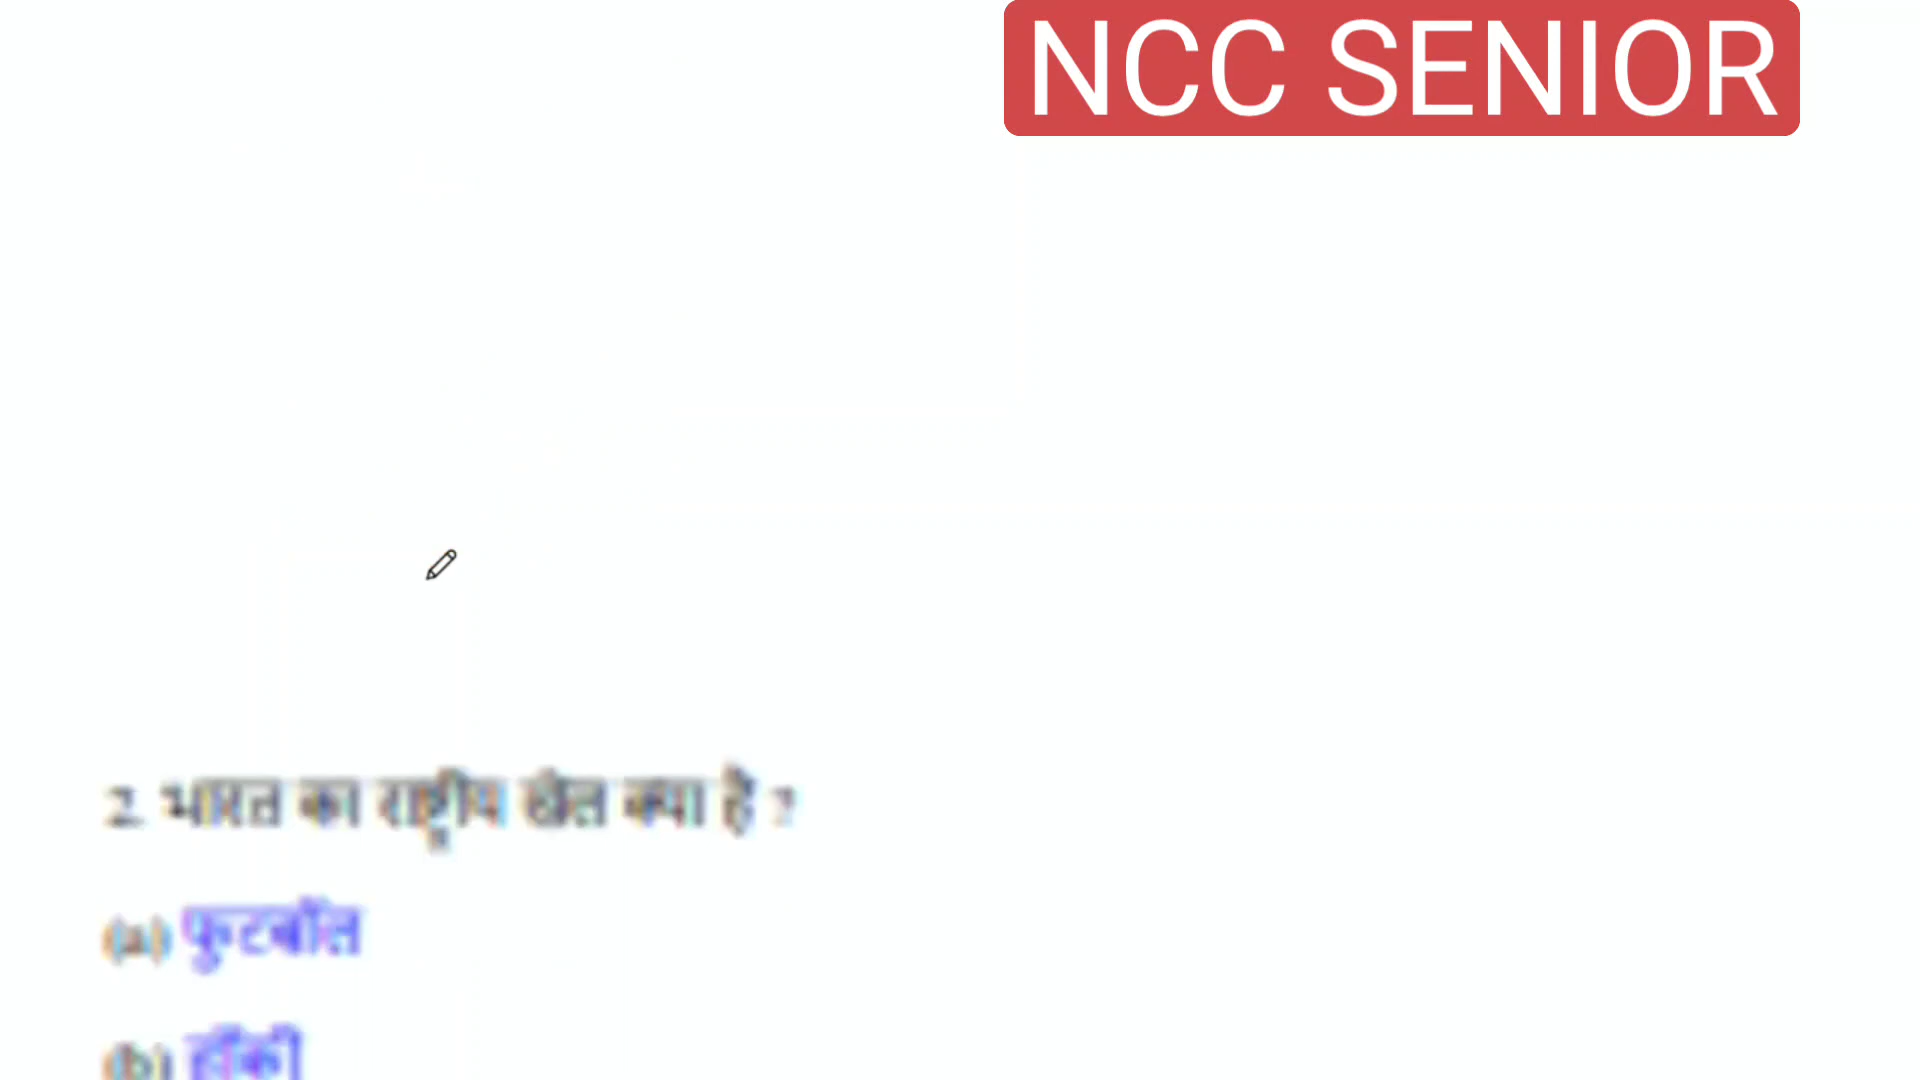 NCC SENIOR
2. भारत का राष्ट्रीय खेल क्या है ?
(a) फुटबॉल
(b) हॉकी